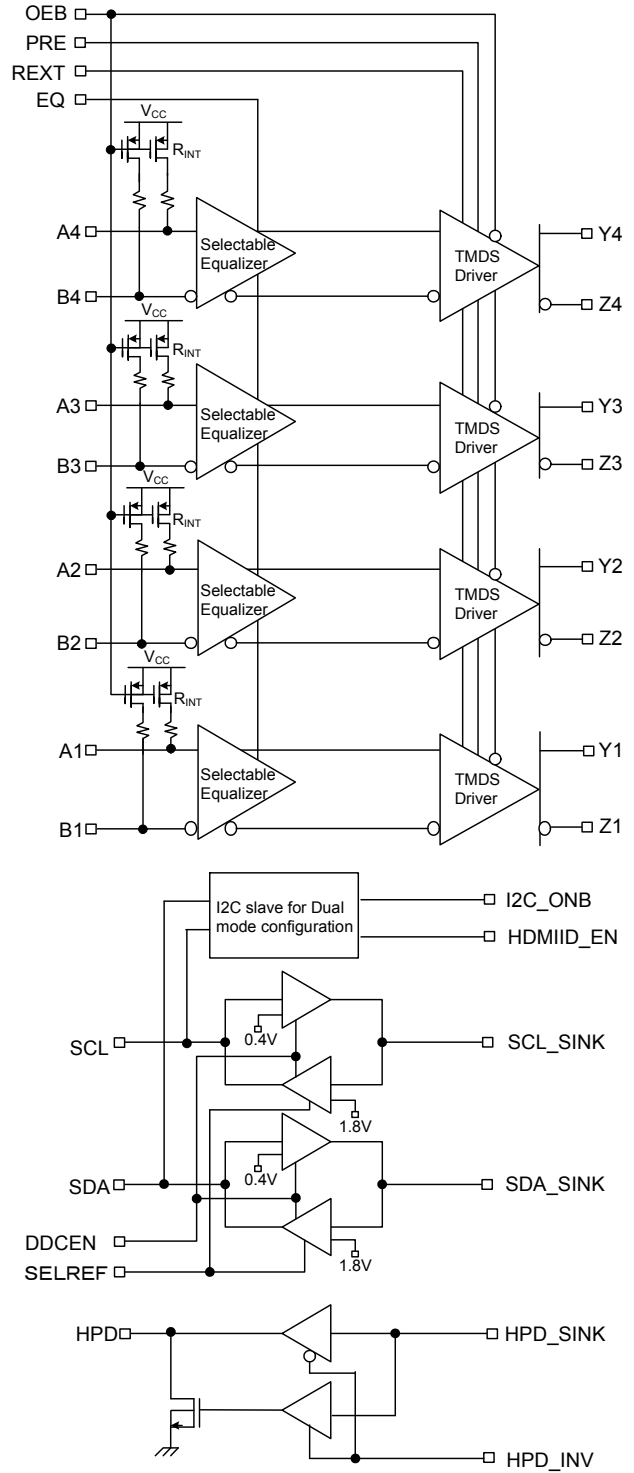 OEB
PRE
REXT
EQ
VCC
RINT
A4
Selectable
Equalizer
TMDS
Driver
Y4
B4
Z4
VCC
RINT
A3
Selectable
Equalizer
TMDS
Driver
Y3
B3
Z3
VCC
RINT
A2
Selectable
Equalizer
TMDS
Driver
Y2
B2
Z2
VCC
RINT
A1
Selectable
Equalizer
TMDS
Driver
Y1
B1
Z1
I2C slave for Dual
mode configuration
I2C_ONB
HDMIID_EN
0.4V
SCL
SCL_SINK
1.8V
0.4V
SDA
SDA_SINK
DDCEN
1.8V
SELREF
HPD
HPD_SINK
HPD_INV